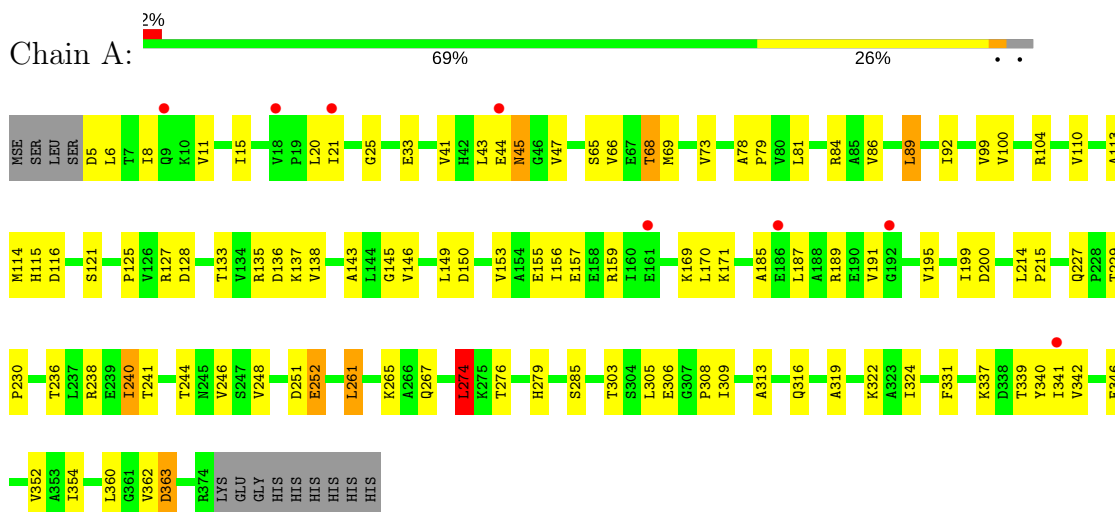 2%
Chain A:
69% 26% • •
MSE SER LEU SER D5 L6 T7 I8 Q9 K10 V11 I15 V18 P19 L20 I21 G25 E33 V41 H42 L43 E44 N45 G46 V47 S65 V66 E67 T68 M69 V73 A78 P79 V80 L81 R84 A85 V86 L89 I92 V99 V100 R104 V110
M114 H115 D116 S121 P125 V126 R127 D128 T133 V134 R135 D136 K137 V138 A143 L144 G145 V146 L149 D150 V153 A154 E155 I156 E157 E158 R159 I160 E161 K169 L170 K171 A185 E186 L187 A188 R189 E190 V191 G192 V195 I199 D200 L214 P215 Q227 P228
P230 T236 L237 R238 E239 I240 T241 T244 N245 V246 S247 V248 D251 E252 L261 K265 A266 Q267 L274 K275 T276 H279 S285 T303 S304 L305 E306 G307 P308 I309 A313 Q316 A319 K322 A323 I324 F331 K337 D338 T339 Y340 I341 V342
V352 A353 I354 L360 G361 V362 D363 R374 LYS GLU GLY HIS HIS HIS HIS HIS HIS